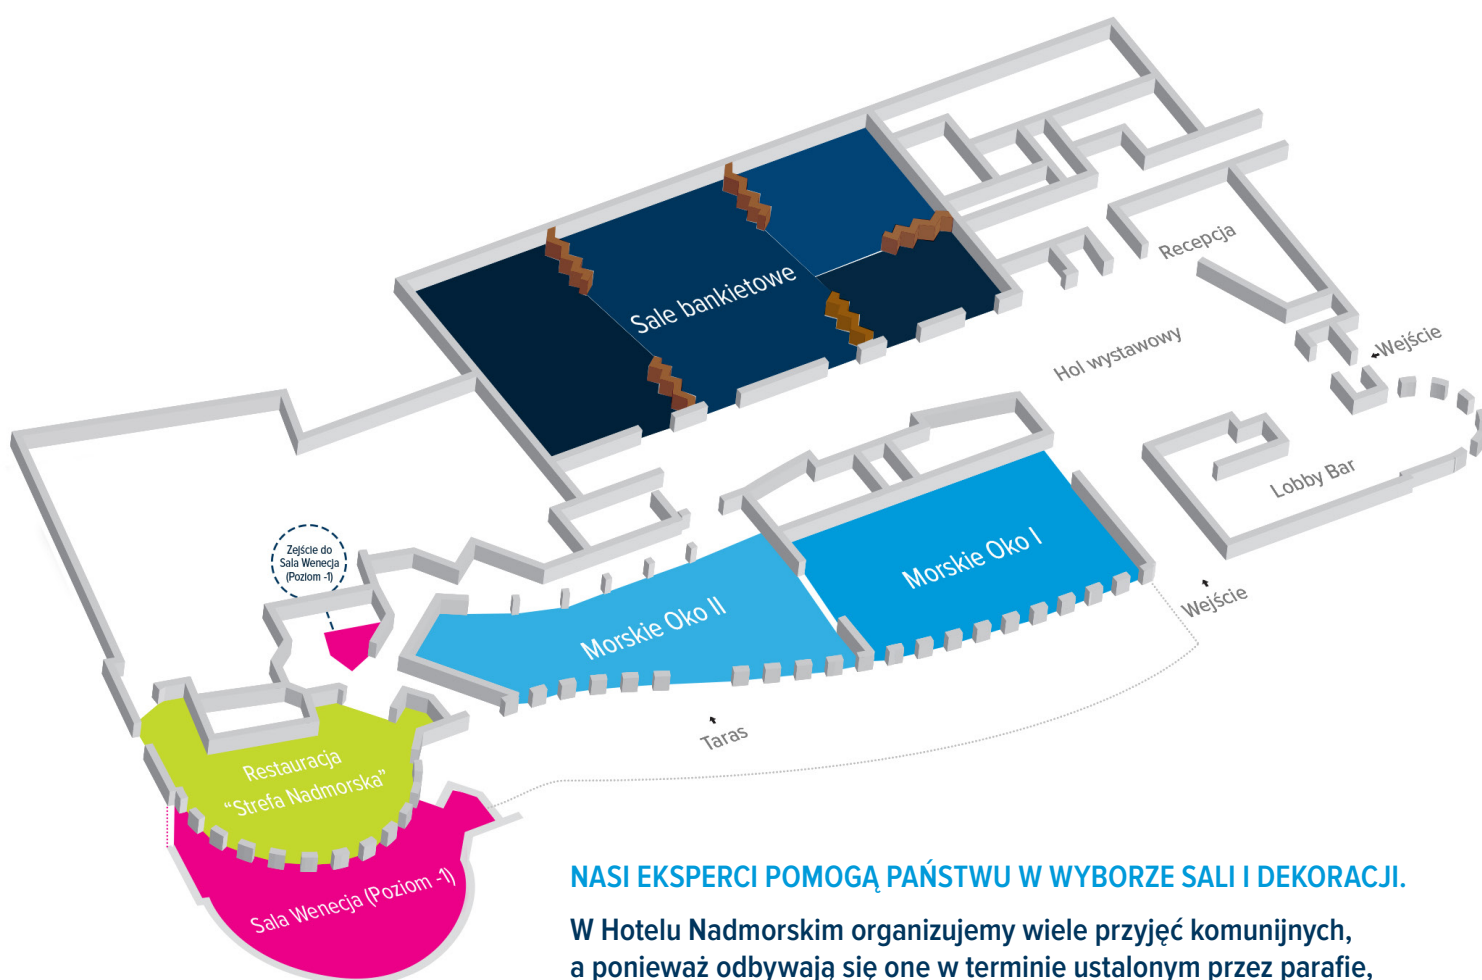 Recepcja
Sale bankietowe
Hol wystawowy
Wejście
Lobby Bar
Zejście do
Sala Wenecja
(Poziom -1)
Morskie Oko I
Morskie Oko II
Wejście
Taras
Restauracja
"Strefa Nadmorska"
Sala Wenecja (Poziom -1)
NASI EKSPERCI POMOGĄ PAŃSTWU W WYBORZE SALI I DEKORACJI.
W Hotelu Nadmorskim organizujemy wiele przyjęć komunijnych,
a ponieważ odbywają się one w terminie ustalonym przez parafie,